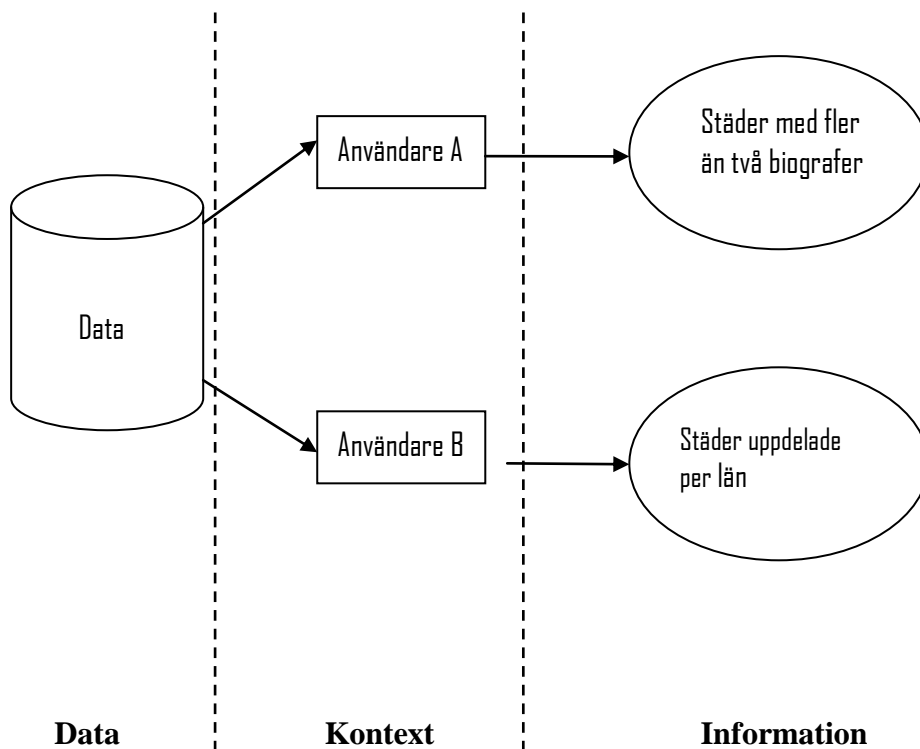 Användare A
Städer med fler
än två biografer
Data
Användare B
Städer uppdelade
per län
Data
Kontext
Information